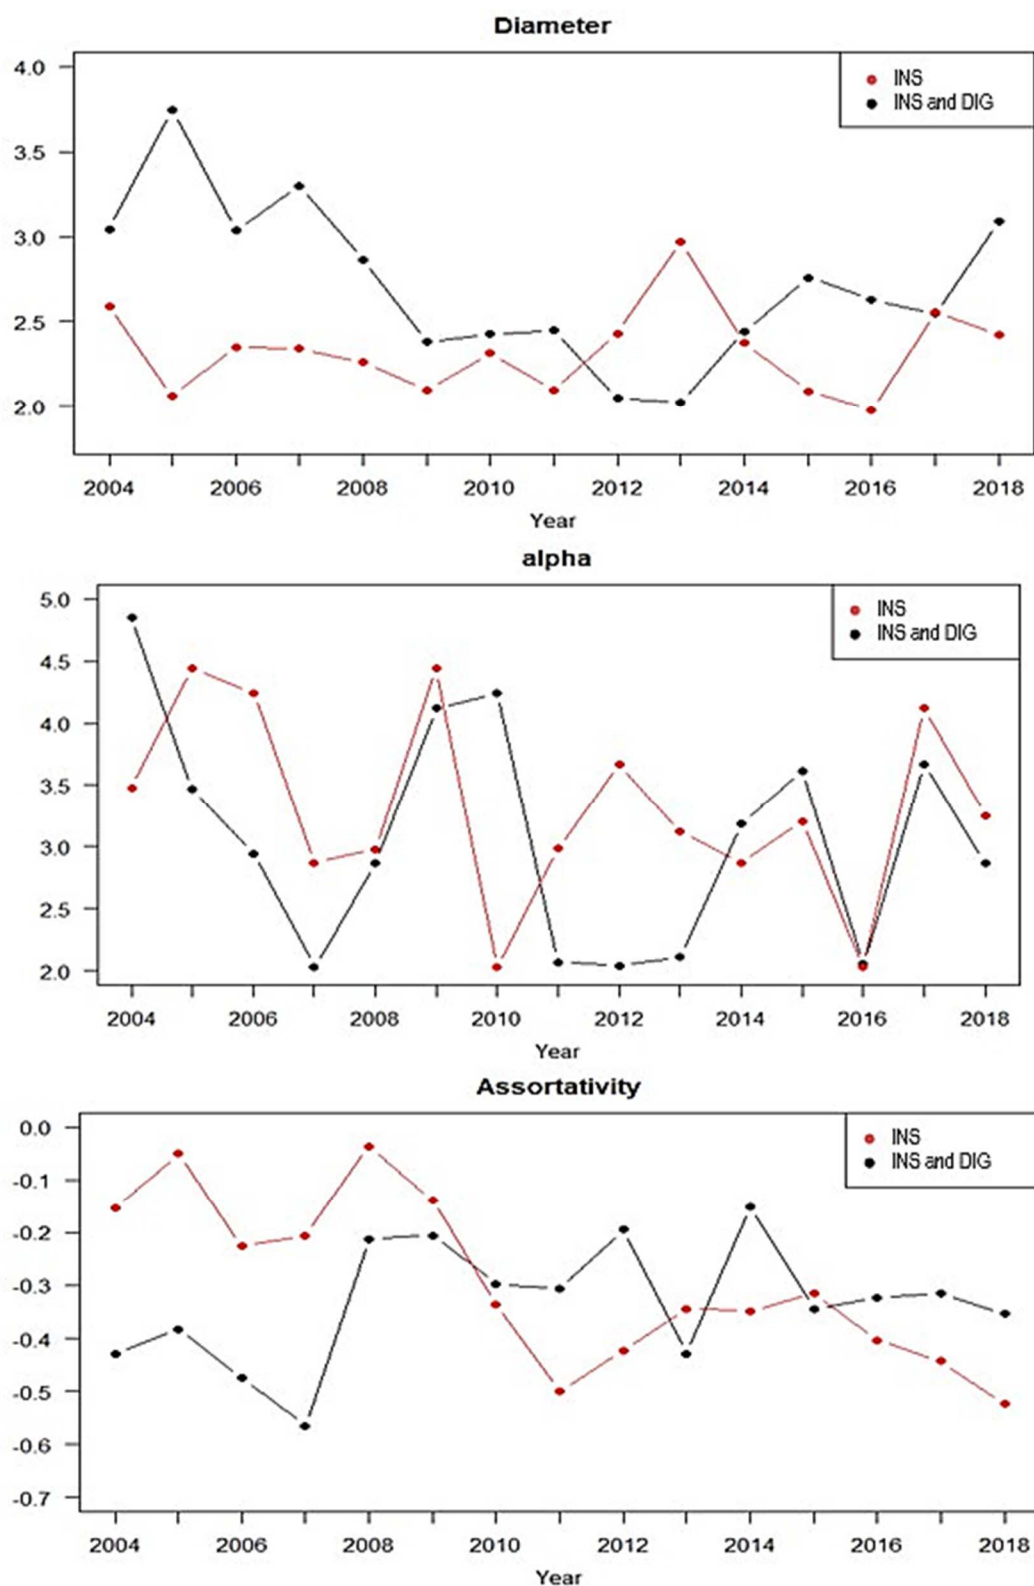 Diameter
4.0
3.5
3.0
2.5
2.0
INS
INS and DIG
2004 2006 2008 2010 2012 2014 2016 2018
Year
alpha
5.0
4.5
4.0
3.5
3.0
2.5
2.0
INS
INS and DIG
2004 2006 2008 2010 2012 2014 2016 2018
Year
Assortativity
0.0
-0.1
-0.2
-0.3
-0.4
-0.5
-0.6
-0.7
INS
INS and DIG
2004 2006 2008 2010 2012 2014 2016 2018
Year